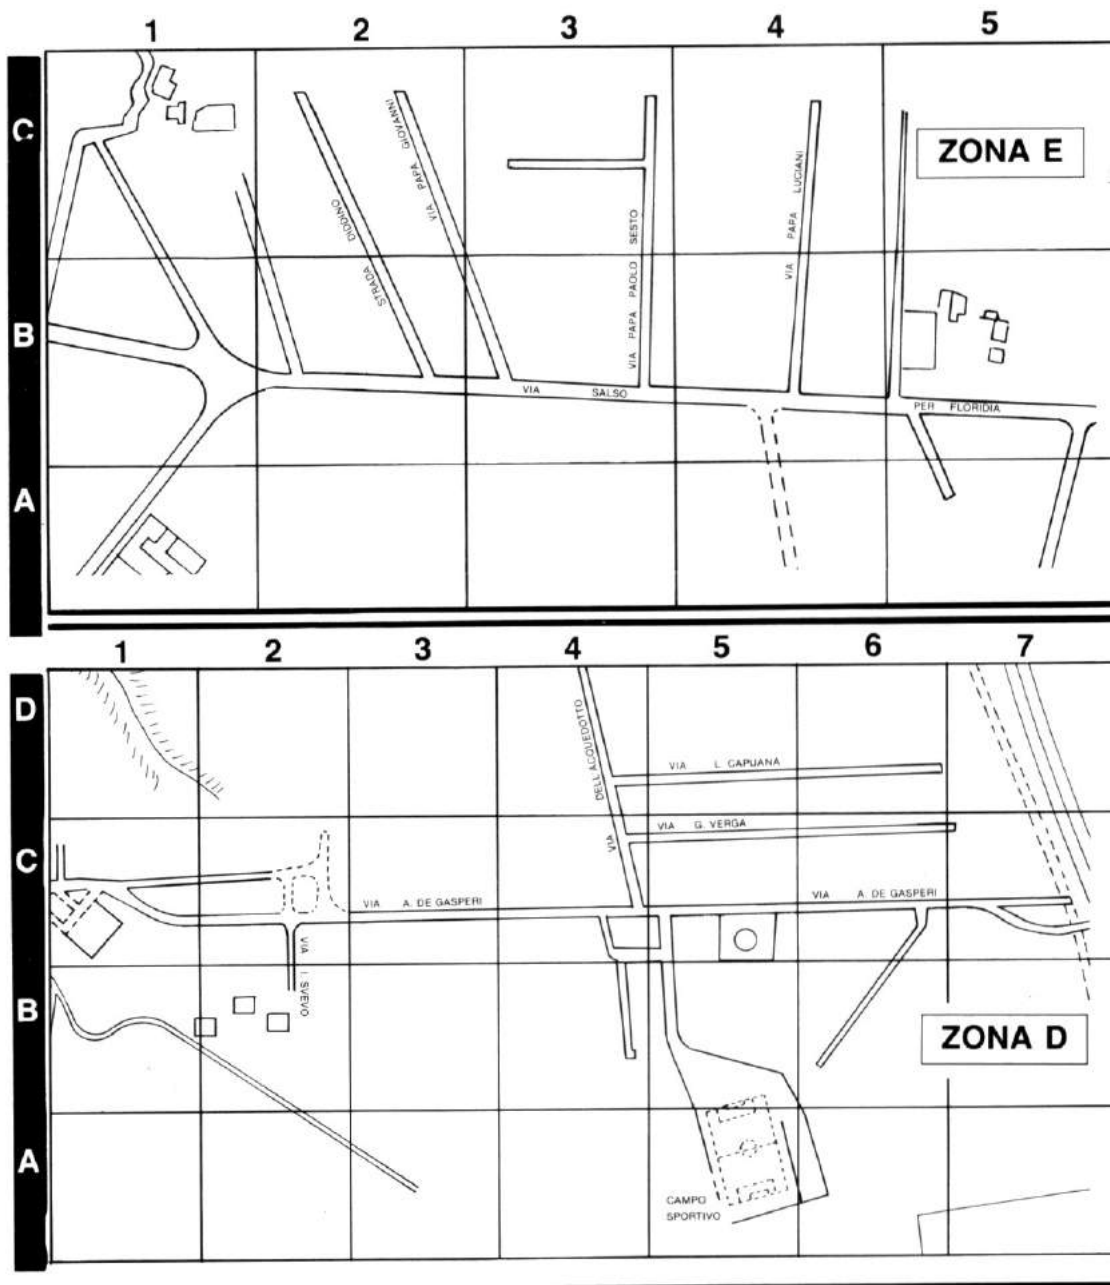 1 2 3 4 5
C
ZONA E
STRADA DIDDINO
VIA PAPA GIOVANNI
VIA PAPA PAOLO SESTO
VIA PAPA LUCIANI
B
VIA SALSO PER FLORIDIA
A
1 2 3 4 5 6 7
D
VIA DELL'ACQUEDOTTO
VIA L. CAPUANA
C
VIA G. VERGA
VIA A. DE GASPERI
VIA A. DE GASPERI
VIA I. SVEVO
B
ZONA D
A
CAMPO
SPORTIVO